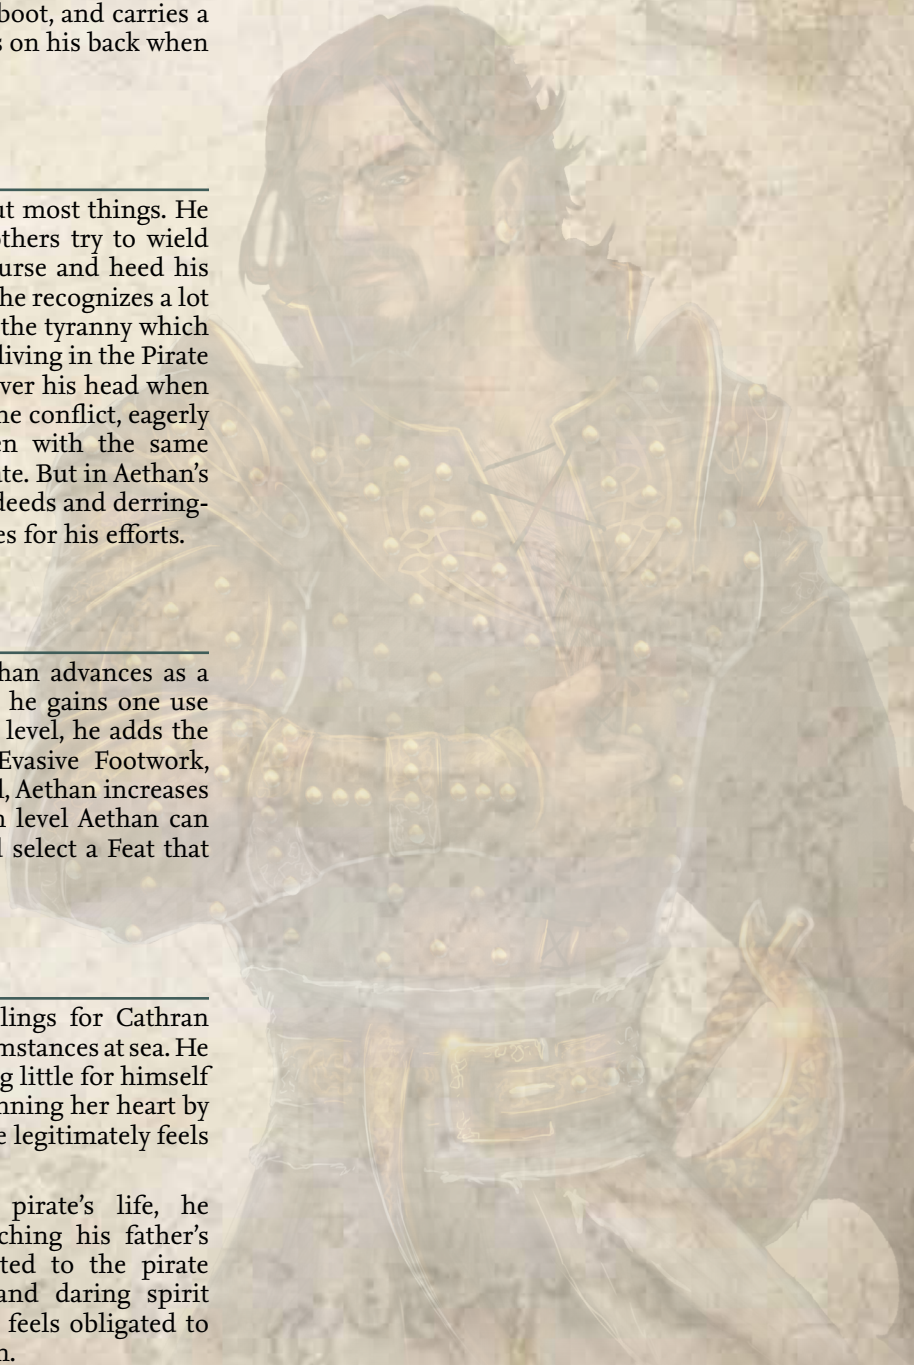 boot, and carries a
on his back when
ut most things. He
others try to wield
urse and heed his
he recognizes a lot
the tyranny which
living in the Pirate
ver his head when
he conflict, eagerly
en with the same
te. But in Aethan's
deeds and derring-
es for his efforts.
han advances as a
he gains one use
level, he adds the
Evasive Footwork,
l, Aethan increases
h level Aethan can
l select a Feat that
lings for Cathran
mstances at sea. He
g little for himself
nning her heart by
e legitimately feels
pirate's life, he
ching his father's
ted to the pirate
and daring spirit
feels obligated to
n.